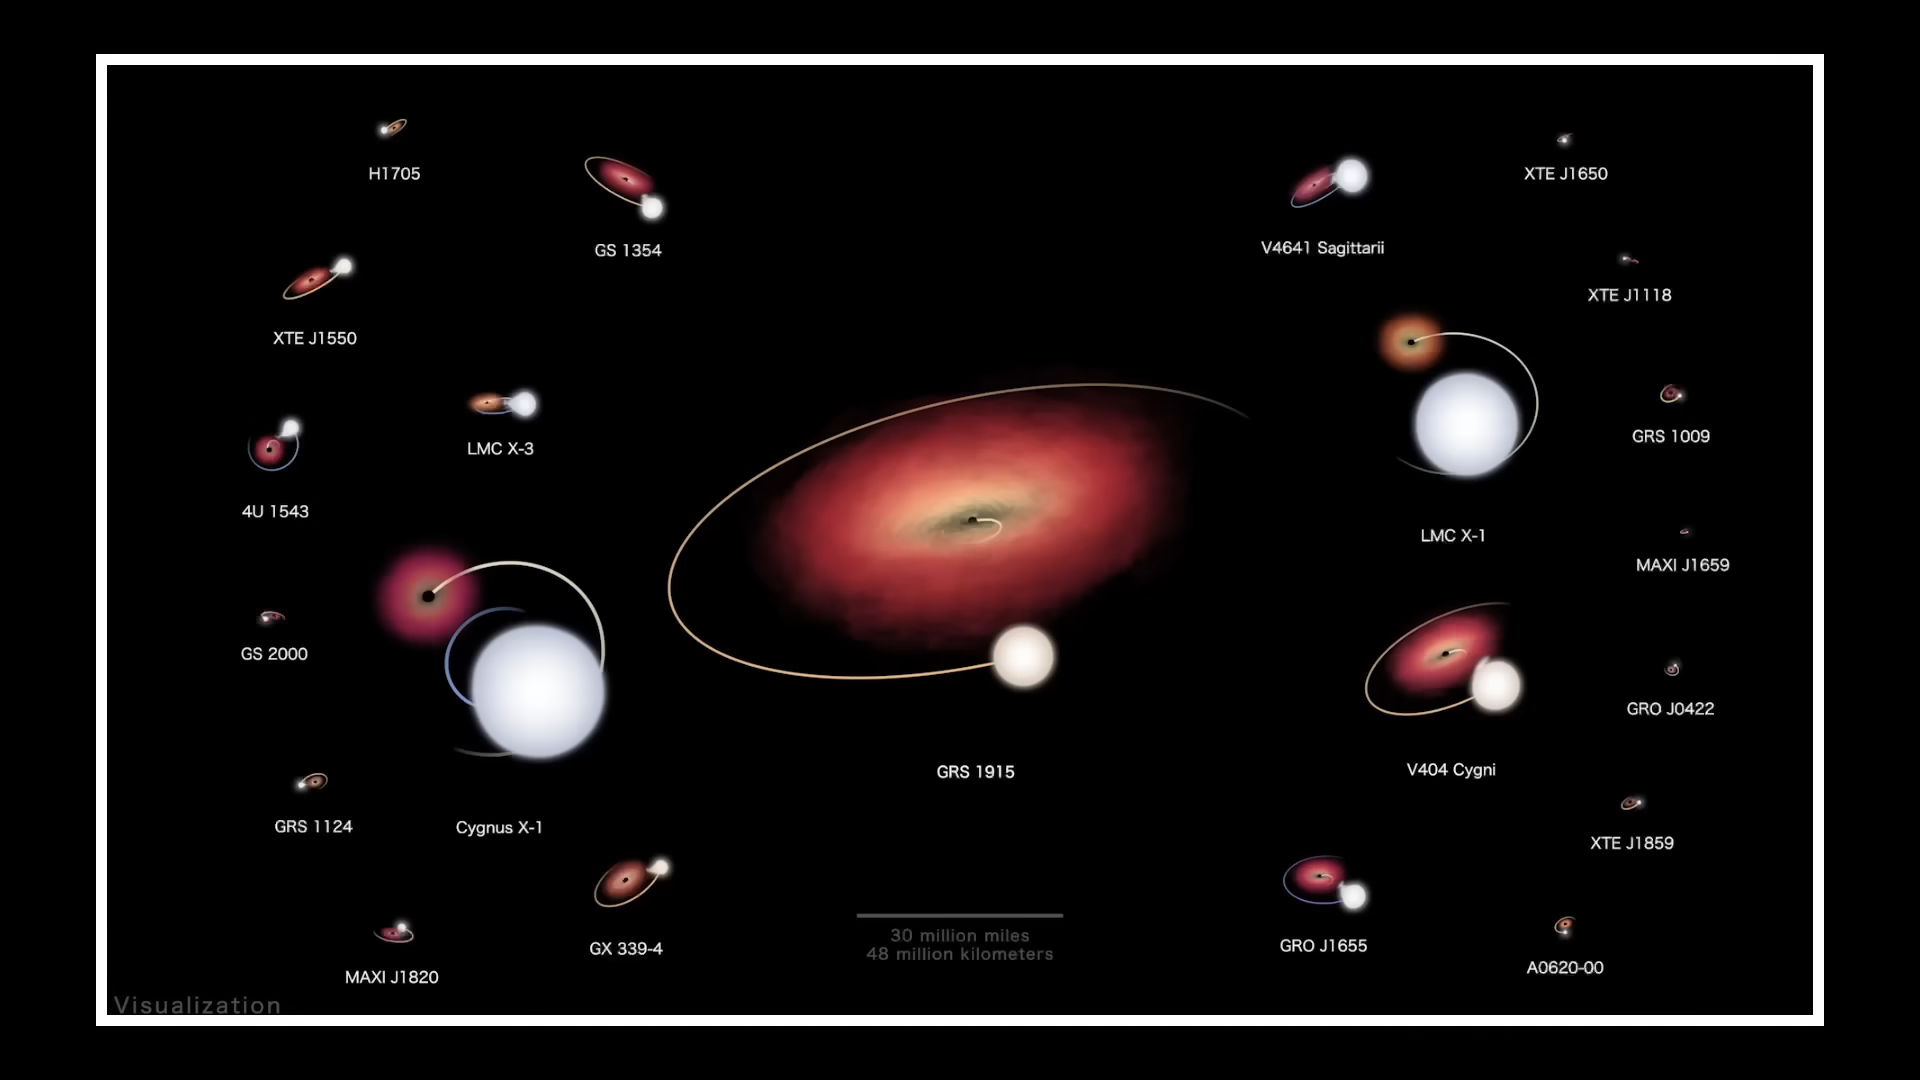 H1705
XTE J1650
GS 1354
V4641 Sagittarii
XTE J1118
XTE J1550
GRS 1009
LMC X-3
4U 1543
LMC X-1
MAXI J1659
GS 2000
GRO J0422
GRS 1915
V404 Cygni
GRS 1124
Cygnus X-1
XTE J1859
30 million miles
48 million kilometers
GX 339-4
GRO J1655
A0620-00
MAXI J1820
Visualization